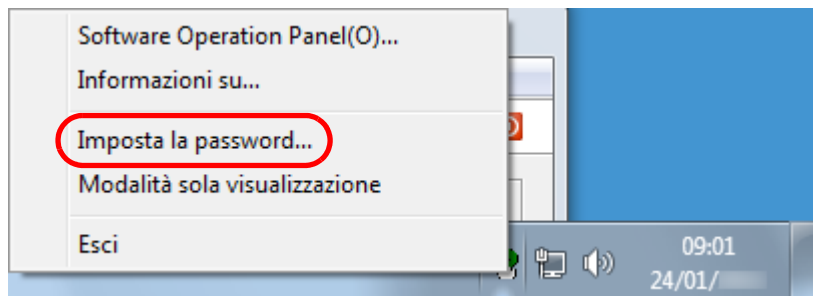 Software Operation Panel(O)...
Informazioni su...
Imposta la password...
Modalità sola visualizzazione
Esci
09:01
24/01/